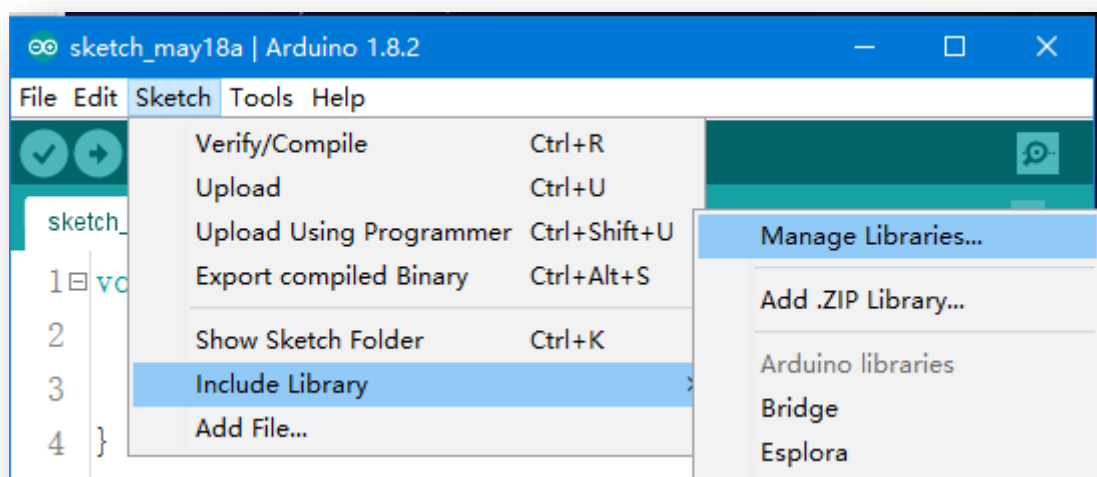 sketch_may18a | Arduino 1.8.2
File Edit Sketch Tools Help
Verify/Compile Ctrl+R
Upload Ctrl+U
sketch_
Upload Using Programmer Ctrl+Shift+U
Manage Libraries...
1 vo
Export compiled Binary Ctrl+Alt+S
Add .ZIP Library...
2
Show Sketch Folder Ctrl+K
Arduino libraries
3
Include Library
Bridge
4 }
Add File...
Esplora